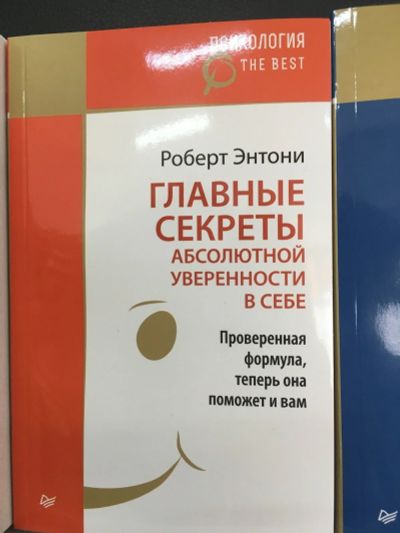 ПСИХОЛОГИЯ
THE BEST
Роберт Энтони
ГЛАВНЫЕ
СЕКРЕТЫ
АБСОЛЮТНОЙ
УВЕРЕННОСТИ
В СЕБЕ
Проверенная
формула,
теперь она
поможет и вам